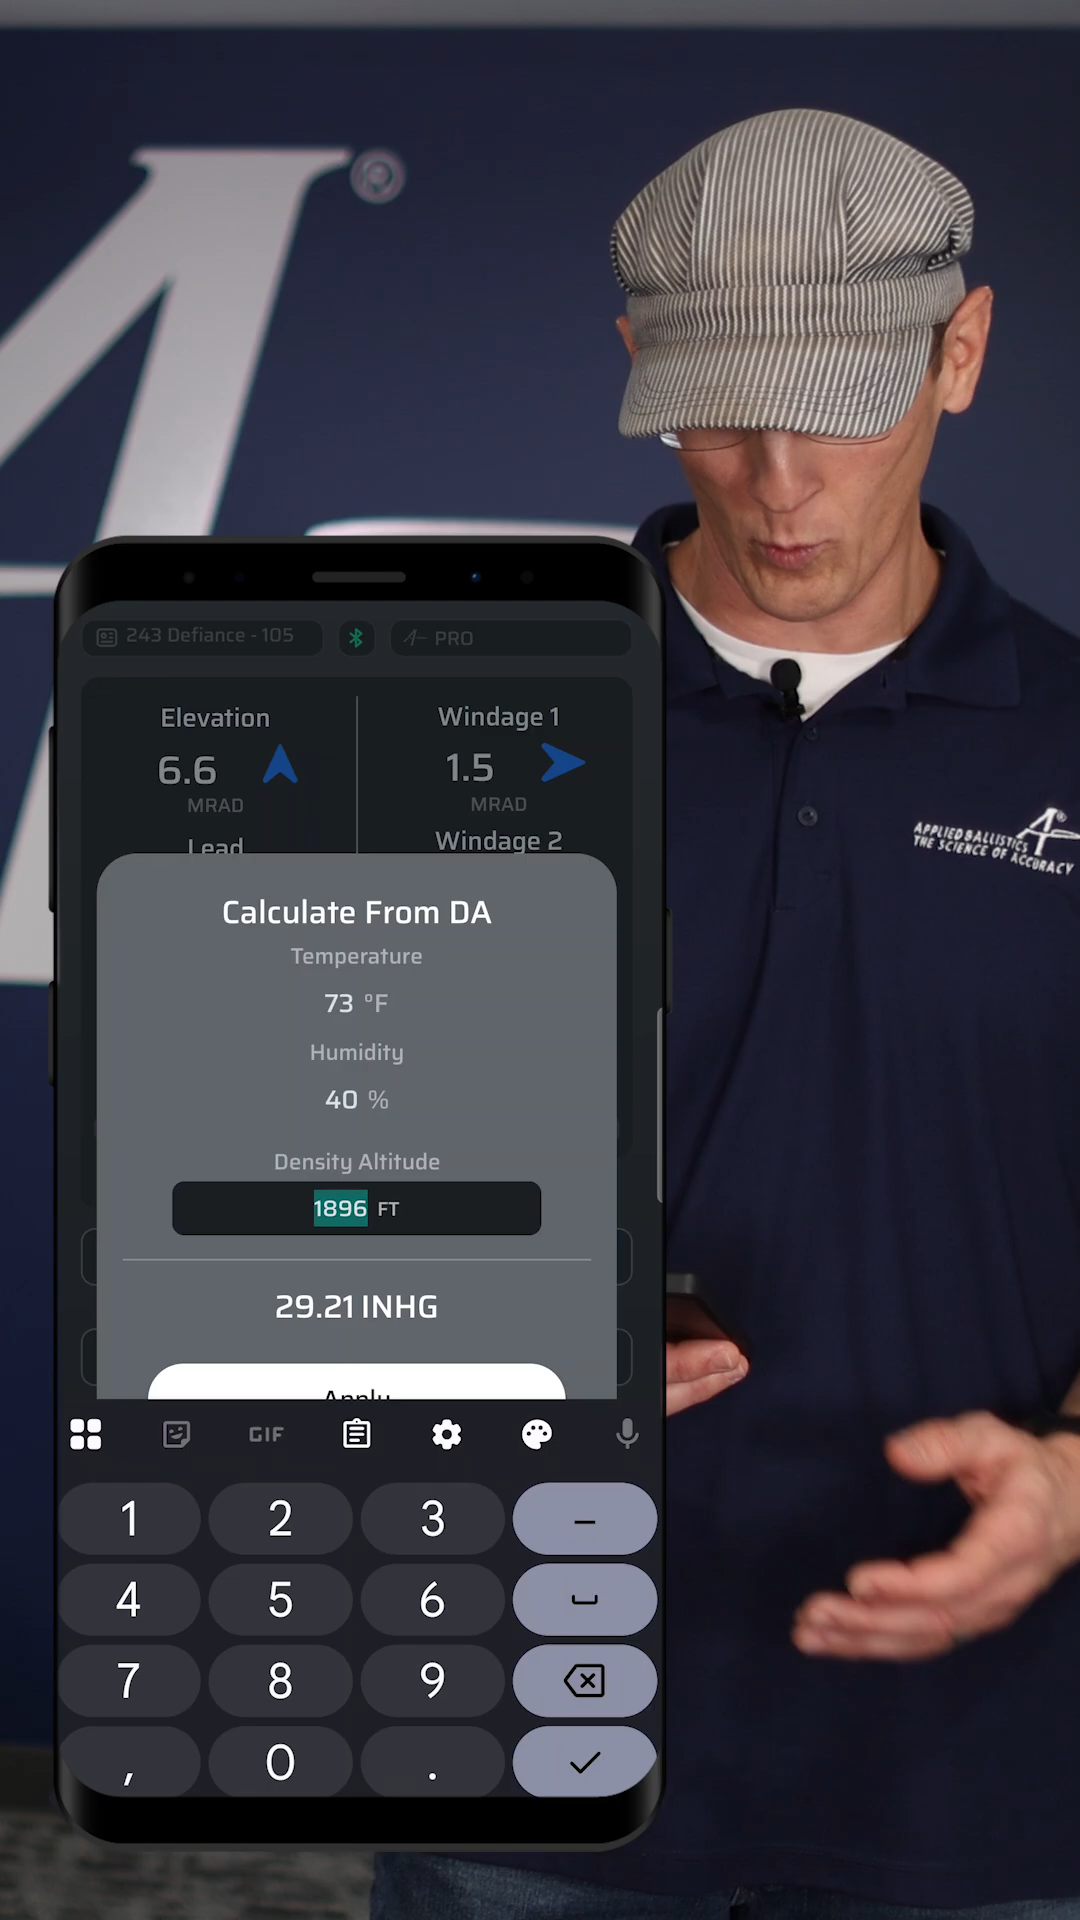 ®
243 Defiance - 105
PRO
Elevation
Windage 1
6.6
1.5
MRAD
MRAD
Lead
Windage 2
Calculate From DA
Temperature
73 °F
Humidity
40 %
Density Altitude
1896 FT
29.21 INHG
Apply
GIF
1 2 3 –
4 5 6
7 8 9
, 0 .
APPLIED BALLISTICS
THE SCIENCE OF ACCURACY
A®